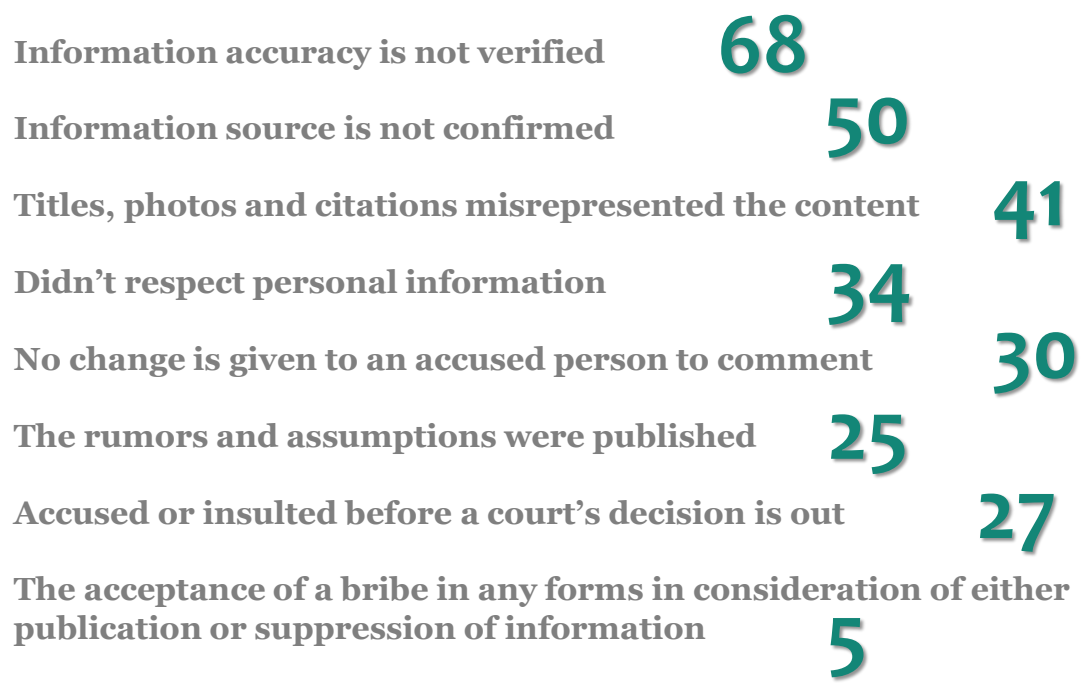 Information accuracy is not verified 68
Information source is not confirmed 50
Titles, photos and citations misrepresented the content 41
Didn’t respect personal information 34
No change is given to an accused person to comment 30
The rumors and assumptions were published 25
Accused or insulted before a court’s decision is out 27
The acceptance of a bribe in any forms in consideration of either
publication or suppression of information 5